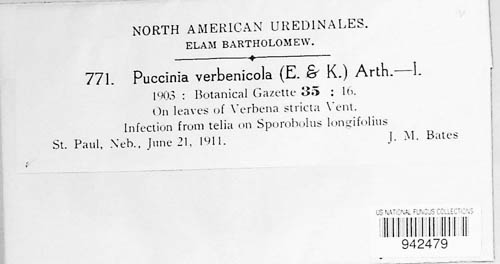 NORTH AMERICAN UREDINALES.
ELAM BARTHOLOMEW.
771. Puccinia verbenicola (E. & K.) Arth.—I.
1903 : Botanical Gazette 35 : 16.
On leaves of Verbena stricta Vent.
Infection from telia on Sporobolus longifolius
St. Paul, Neb., June 21, 1911. J. M. Bates
US NATIONAL FUNGUS COLLECTIONS
942479